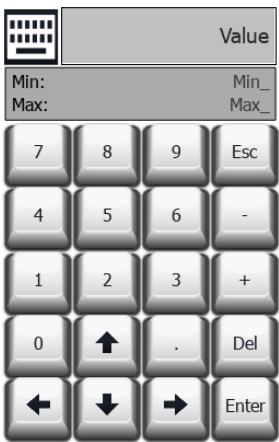 Value
Min: Min_
Max: Max_
7 8 9 Esc
4 5 6 -
1 2 3 +
0 . Del
Enter